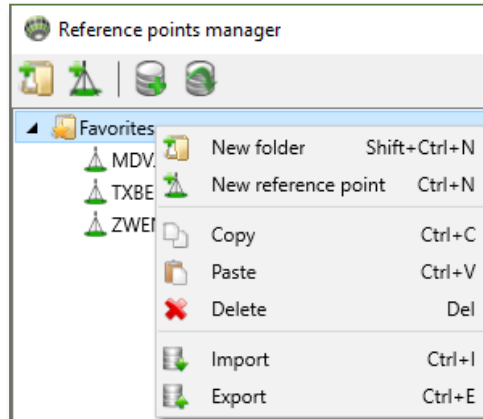 Reference points manager
Favorites
New folder Shift+Ctrl+N
MDV
New reference point Ctrl+N
TXBE
Copy Ctrl+C
Paste Ctrl+V
Delete Del
Import Ctrl+I
Export Ctrl+E